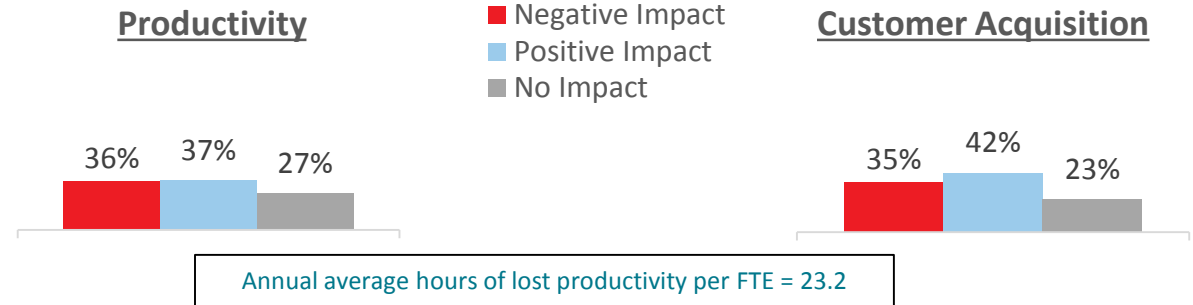 Productivity
Negative Impact
Positive Impact
No Impact
Customer Acquisition
36%
37%
27%
35%
42%
23%
Annual average hours of lost productivity per FTE = 23.2